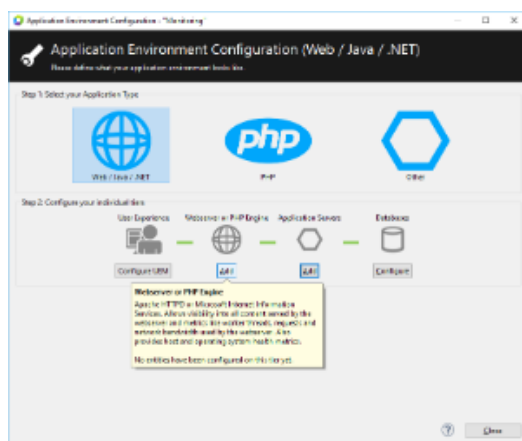 Application Environment Configuration - "Monitoring"
Application Environment Configuration (Web / Java / .NET)
Please define what your application environment looks like.
Step 1: Select your Application Type
php
Web / Java / .NET
PHP
Other
Step 2: Configure your individual tiers
User Experience
Webserver or PHP Engine
Application Servers
Databases
Configure UEM
Add
Add
Configure
Webserver or PHP Engine
Apache HTTPD or Microsoft Internet Information
Services. Allows visibility into all content served by the
webserver and metrics like worker threads, requests and
network bandwidth used by the webserver. Also
provides host and operating system health metrics.
No entities have been configured on this tier yet.
?
Close